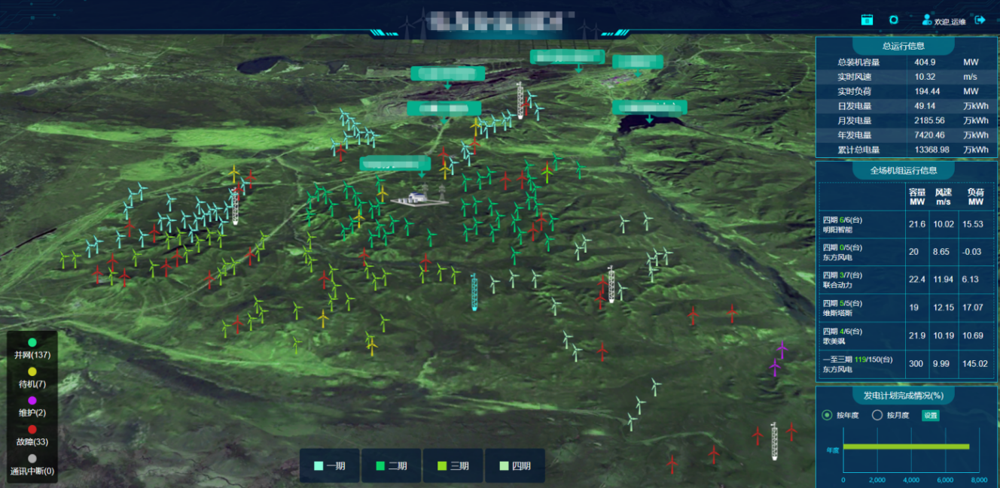 欢迎,运维
总运行信息
总装机容量 404.9 MW
实时风速 10.32 m/s
实时负荷 194.44 MW
日发电量 49.14 万kWh
月发电量 2185.56 万kWh
年发电量 7420.46 万kWh
累计总电量 13368.98 万kWh
全场机组运行信息
容量 风速 负荷
MW m/s MW
四期 6/6(台)
明阳智能 21.6 10.02 15.53
四期 0/5(台)
东方风电 20 8.65 -0.03
四期 3/7(台)
联合动力 22.4 11.94 6.13
四期 5/5(台)
维斯塔斯 19 12.15 17.07
四期 4/6(台)
歌美飒 21.9 10.19 10.69
一至三期 119/150(台)
东方风电 300 9.99 145.02
发电计划完成情况(%)
按年度 按月度 设置
年度
0 2,000 4,000 6,000 8,000
并网(137)
待机(7)
维护(2)
故障(33)
通讯中断(0)
一期 二期 三期 四期